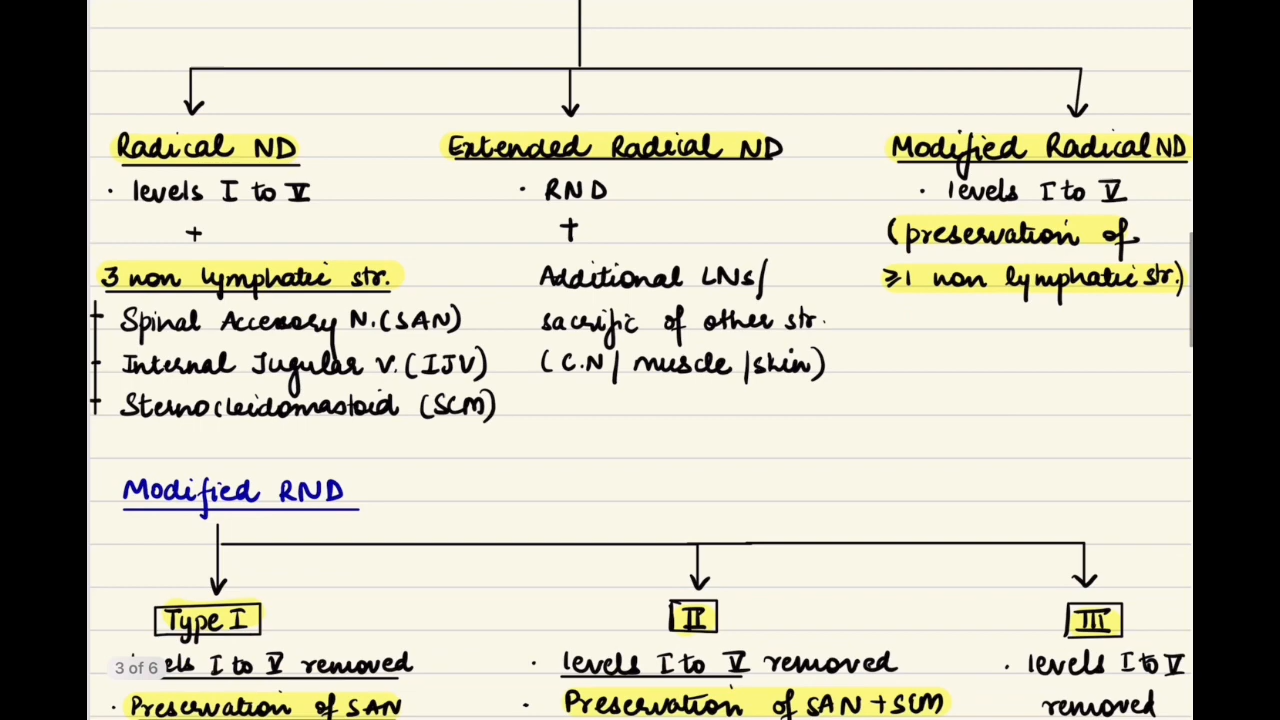 Radical ND
· levels I to V
+
3 non lymphatic str.
Spinal Accessory N. (SAN)
Internal Jugular V. (IJV)
Sternocleidomastoid (SCM)
Extended Radical ND
· RND
+
Additional LNs/
sacrific of other str.
(C.N/ muscle /skin)
Modified Radical ND
· levels I to V
(preservation of
≥1 non lymphatic str.)
Modified RND
Type I
els I to V removed
· Preservation of SAN
II
· levels I to V removed
· Preservation of SAN + SCM
III
· levels I to V
removed
3 of 6